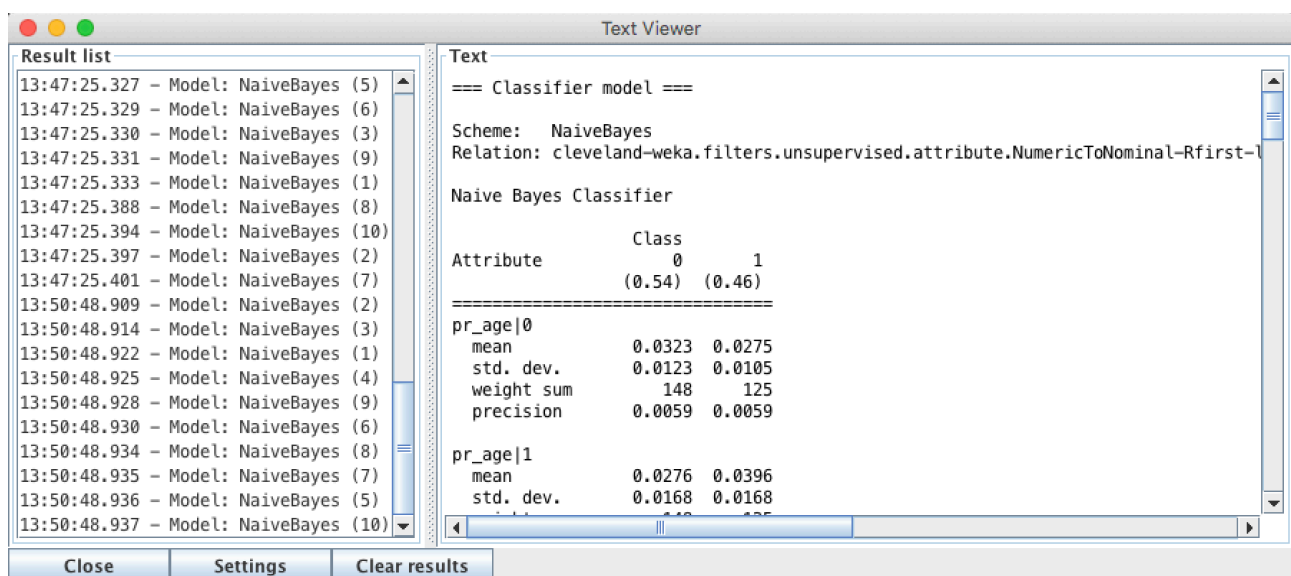 Text Viewer
Result list
13:47:25.327 – Model: NaiveBayes (5)
13:47:25.329 – Model: NaiveBayes (6)
13:47:25.330 – Model: NaiveBayes (3)
13:47:25.331 – Model: NaiveBayes (9)
13:47:25.333 – Model: NaiveBayes (1)
13:47:25.388 – Model: NaiveBayes (8)
13:47:25.394 – Model: NaiveBayes (10)
13:47:25.397 – Model: NaiveBayes (2)
13:47:25.401 – Model: NaiveBayes (7)
13:50:48.909 – Model: NaiveBayes (2)
13:50:48.914 – Model: NaiveBayes (3)
13:50:48.922 – Model: NaiveBayes (1)
13:50:48.925 – Model: NaiveBayes (4)
13:50:48.928 – Model: NaiveBayes (9)
13:50:48.930 – Model: NaiveBayes (6)
13:50:48.934 – Model: NaiveBayes (8)
13:50:48.935 – Model: NaiveBayes (7)
13:50:48.936 – Model: NaiveBayes (5)
13:50:48.937 – Model: NaiveBayes (10)
Text
=== Classifier model ===
Scheme: NaiveBayes
Relation: cleveland-weka.filters.unsupervised.attribute.NumericToNominal-Rfirst-l
Naive Bayes Classifier
Class
Attribute 0 1
(0.54) (0.46)
================================
pr_age|0
mean 0.0323 0.0275
std. dev. 0.0123 0.0105
weight sum 148 125
precision 0.0059 0.0059
pr_age|1
mean 0.0276 0.0396
std. dev. 0.0168 0.0168
Close Settings Clear results